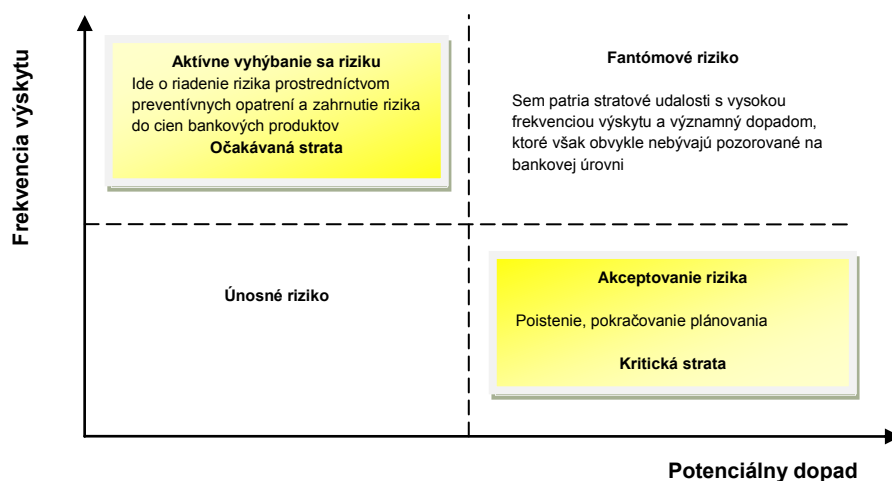 Frekvencia výskytu
Aktívne vyhýbanie sa riziku
Ide o riadenie rizika prostredníctvom
preventívnych opatrení a zahrnutie rizika
do cien bankových produktov
Očakávaná strata
Fantómové riziko
Sem patria stratové udalosti s vysokou
frekvenciou výskytu a významný dopadom,
ktoré však obvykle nebývajú pozorované na
bankovej úrovni
Únosné riziko
Akceptovanie rizika
Poistenie, pokračovanie plánovania
Kritická strata
Potenciálny dopad